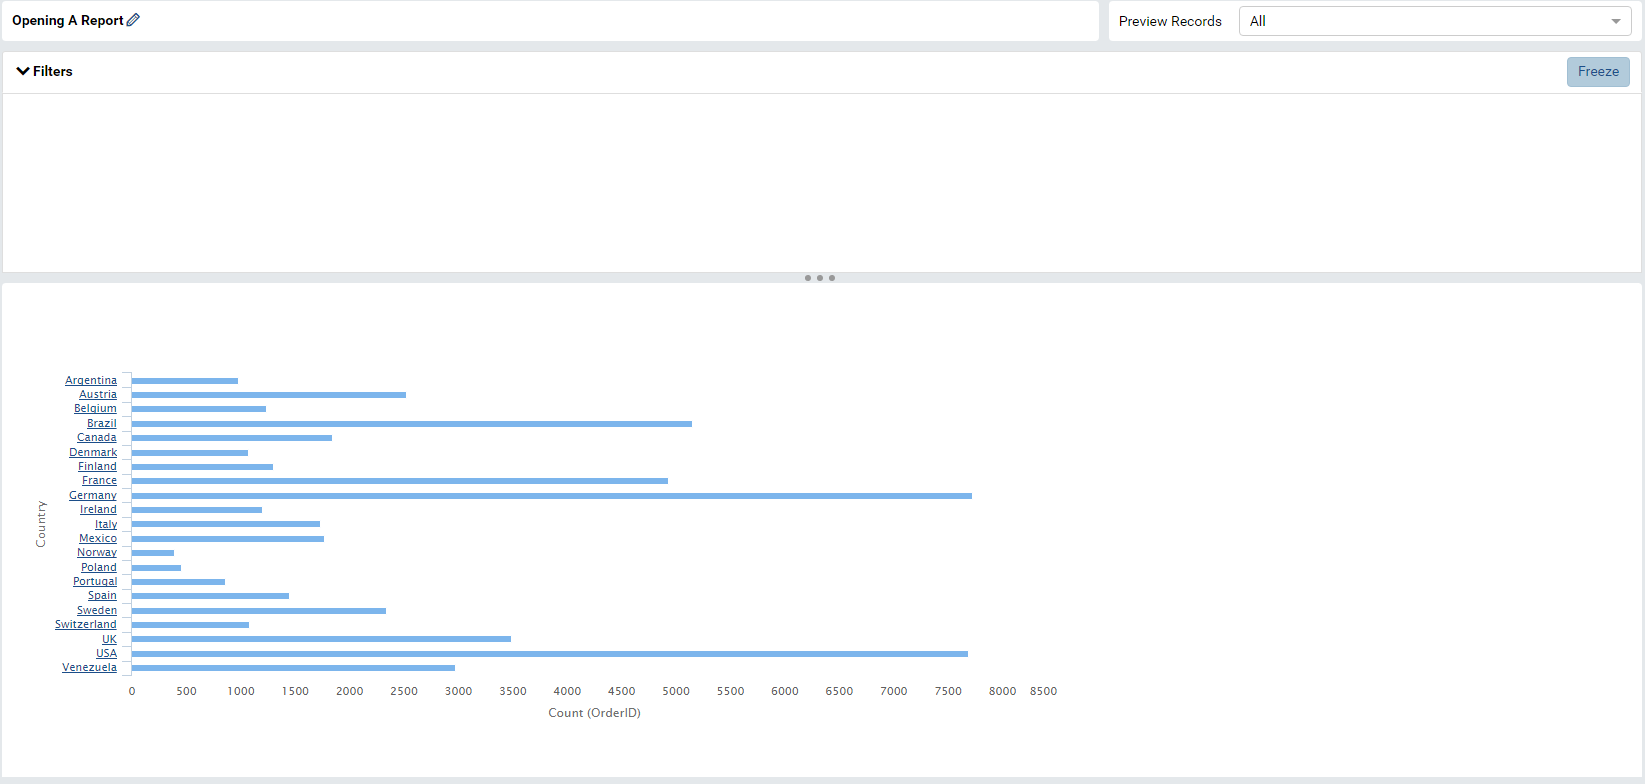 Opening A Report
Preview Records
All
Filters
Freeze
Argentina
Austria
Belgium
Brazil
Canada
Denmark
Finland
France
Germany
Ireland
Italy
Mexico
Norway
Poland
Portugal
Spain
Sweden
Switzerland
UK
USA
Venezuela
Country
0 500 1000 1500 2000 2500 3000 3500 4000 4500 5000 5500 6000 6500 7000 7500 8000 8500
Count (OrderID)